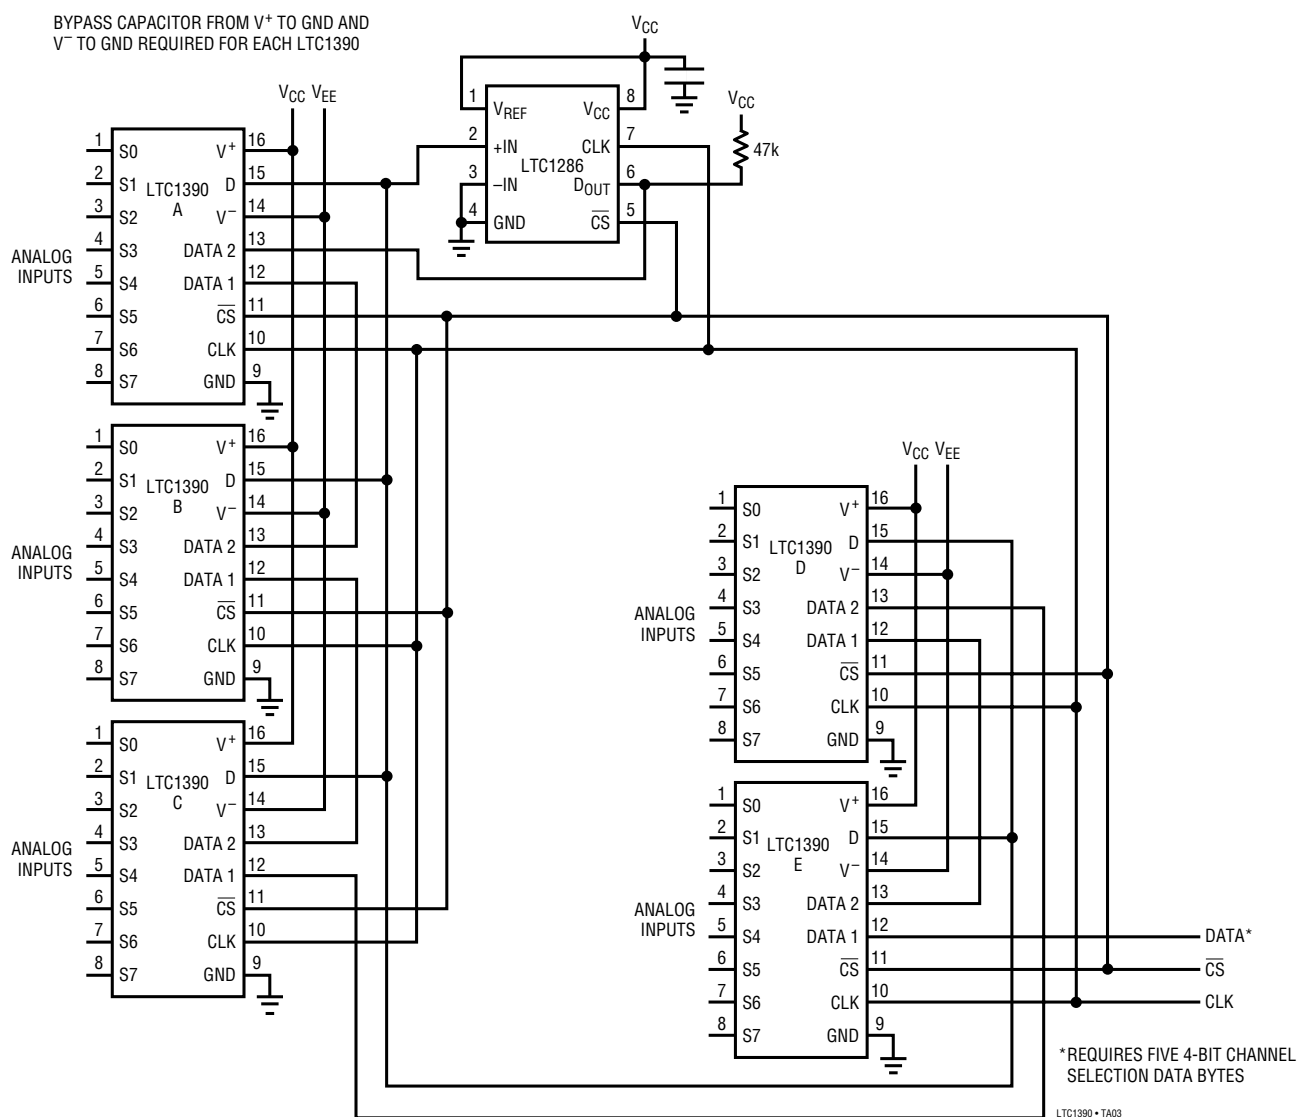 BYPASS CAPACITOR FROM V+ TO GND AND
V− TO GND REQUIRED FOR EACH LTC1390
VCC
VCC VEE
VCC
47k
1 VREF
2 +IN
3 −IN
4 GND
LTC1286
VCC 8
CLK 7
DOUT 6
CS 5
ANALOG
INPUTS
1 S0
2 S1
3 S2
4 S3
5 S4
6 S5
7 S6
8 S7
LTC1390
A
V+ 16
D 15
V− 14
DATA 2 13
DATA 1 12
CS 11
CLK 10
GND 9
ANALOG
INPUTS
1 S0
2 S1
3 S2
4 S3
5 S4
6 S5
7 S6
8 S7
LTC1390
B
V+ 16
D 15
V− 14
DATA 2 13
DATA 1 12
CS 11
CLK 10
GND 9
ANALOG
INPUTS
1 S0
2 S1
3 S2
4 S3
5 S4
6 S5
7 S6
8 S7
LTC1390
C
V+ 16
D 15
V− 14
DATA 2 13
DATA 1 12
CS 11
CLK 10
GND 9
VCC VEE
ANALOG
INPUTS
1 S0
2 S1
3 S2
4 S3
5 S4
6 S5
7 S6
8 S7
LTC1390
D
V+ 16
D 15
V− 14
DATA 2 13
DATA 1 12
CS 11
CLK 10
GND 9
ANALOG
INPUTS
1 S0
2 S1
3 S2
4 S3
5 S4
6 S5
7 S6
8 S7
LTC1390
E
V+ 16
D 15
V− 14
DATA 2 13
DATA 1 12
CS 11
CLK 10
GND 9
DATA*
CS
CLK
*REQUIRES FIVE 4-BIT CHANNEL
SELECTION DATA BYTES
LTC1390 • TA03